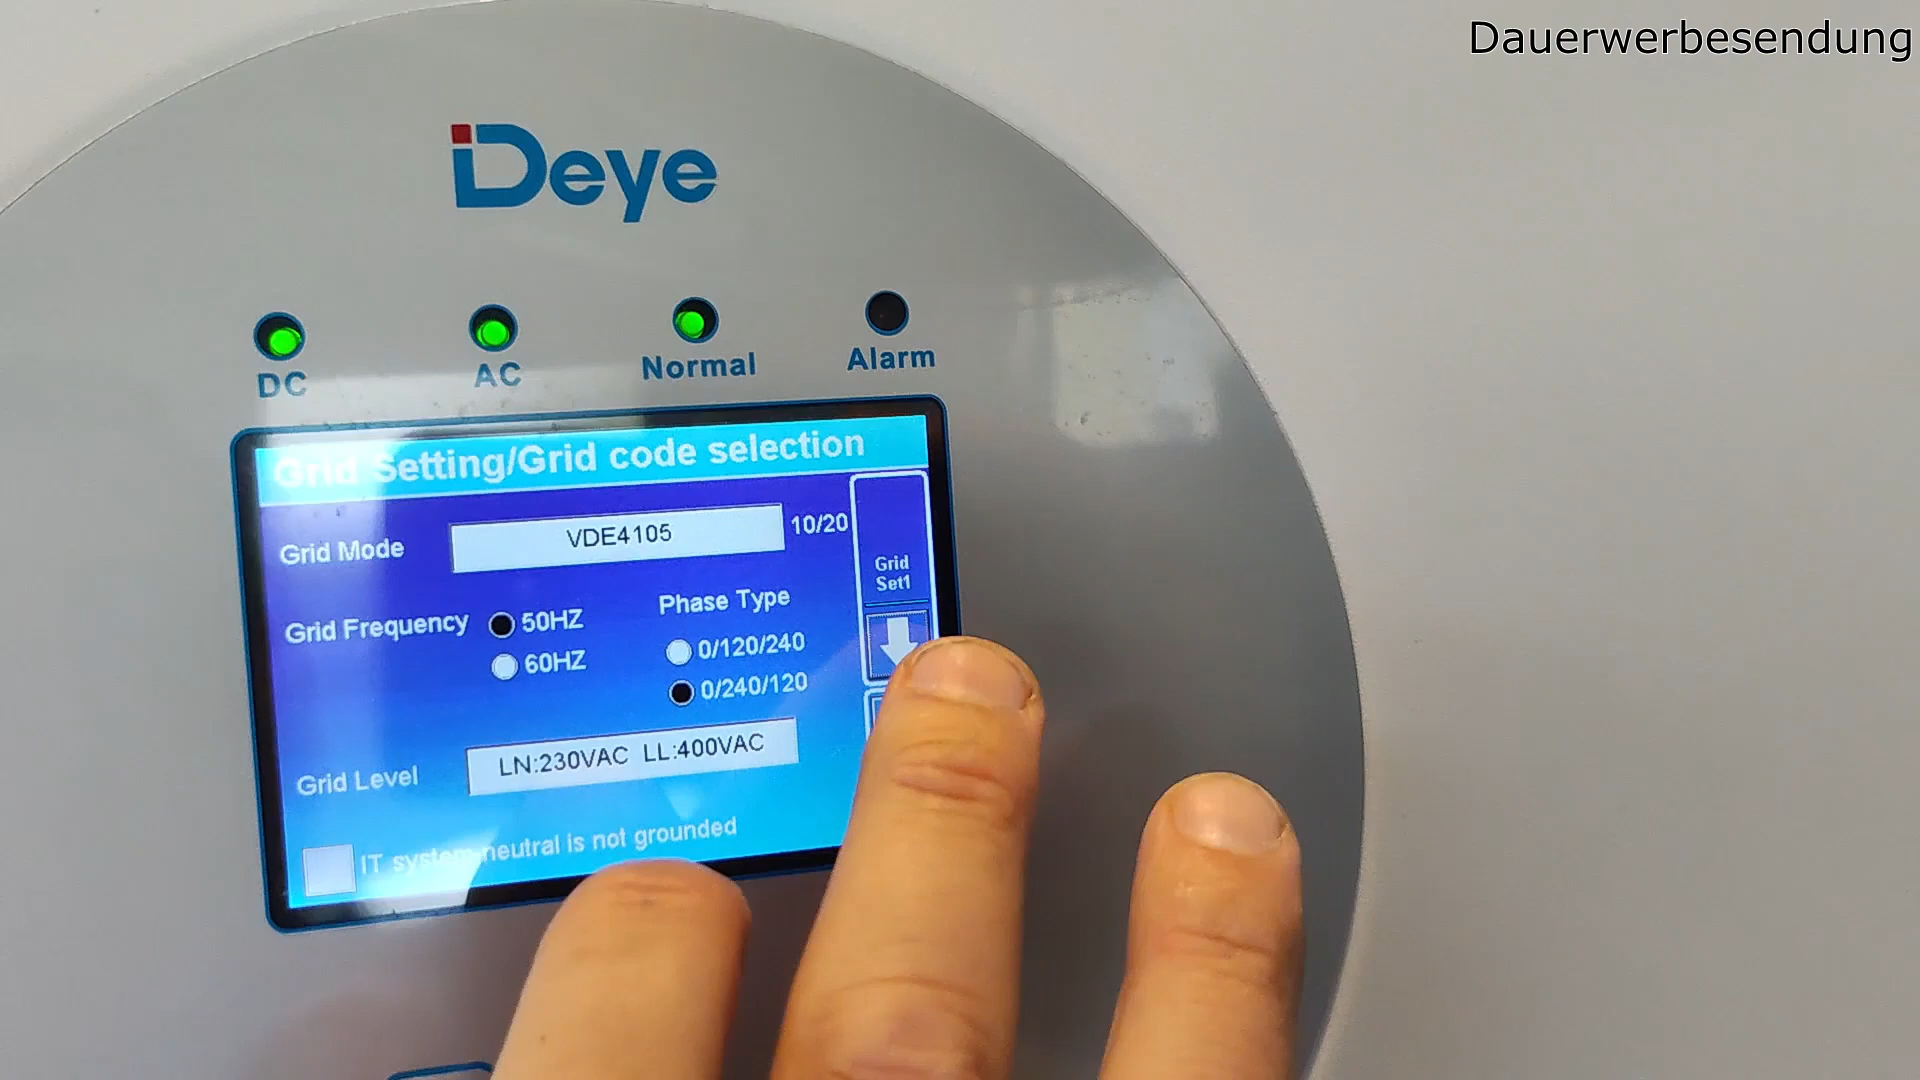 Dauerwerbesendung
Deye
DC AC Normal Alarm
Grid Setting/Grid code selection
Grid Mode VDE4105 10/20
Grid Set1
Grid Frequency 50HZ Phase Type
60HZ 0/120/240
0/240/120
Grid Level LN:230VAC LL:400VAC
IT system neutral is not grounded